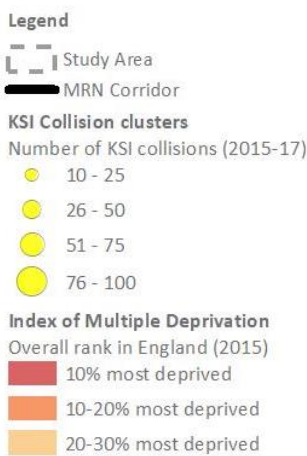 Legend
Study Area
MRN Corridor
KSI Collision clusters
Number of KSI collisions (2015-17)
10 - 25
26 - 50
51 - 75
76 - 100
Index of Multiple Deprivation
Overall rank in England (2015)
10% most deprived
10-20% most deprived
20-30% most deprived